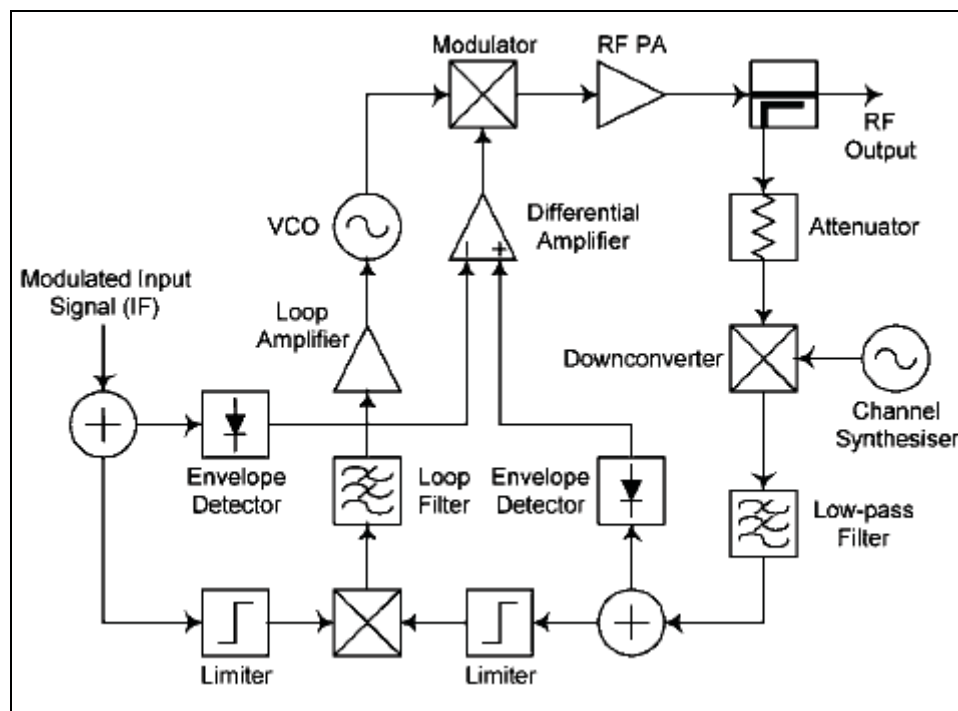 Modulator
RF PA
RF
Output
VCO
Differential
Amplifier
Attenuator
Modulated Input
Signal (IF)
Loop
Amplifier
Downconverter
Channel
Synthesiser
Envelope
Detector
Loop
Filter
Envelope
Detector
Low-pass
Filter
Limiter
Limiter